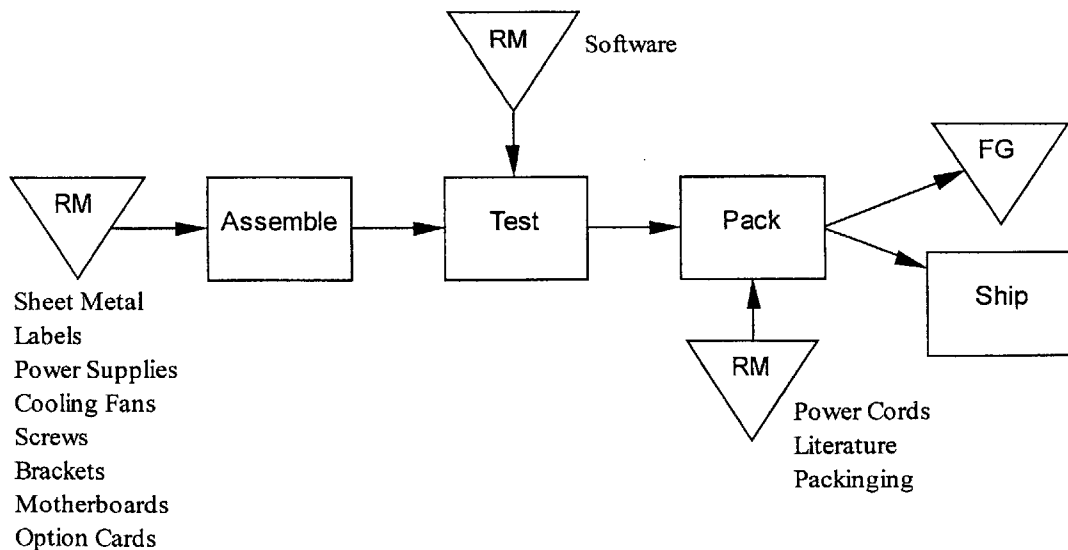 RM
Software
FG
RM
Assemble
Test
Pack
Ship
Sheet Metal
Labels
Power Supplies
Cooling Fans
Screws
Brackets
Motherboards
Option Cards
RM
Power Cords
Literature
Packinging